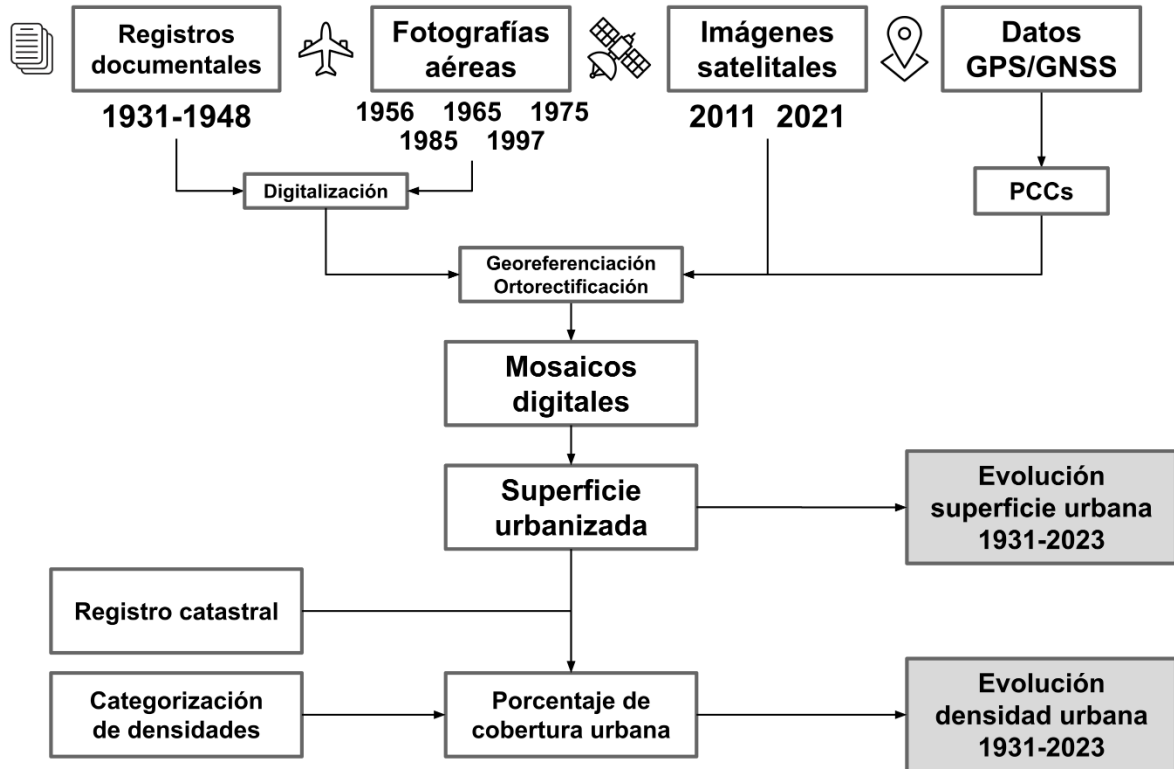 Registros
documentales
Fotografías
aéreas
Imágenes
satelitales
Datos
GPS/GNSS
1931-1948
1956 1965 1975
1985 1997
2011 2021
Digitalización
PCCs
Georeferenciación
Ortorectificación
Mosaicos
digitales
Superficie
urbanizada
Evolución
superficie urbana
1931-2023
Registro catastral
Categorización
de densidades
Porcentaje de
cobertura urbana
Evolución
densidad urbana
1931-2023